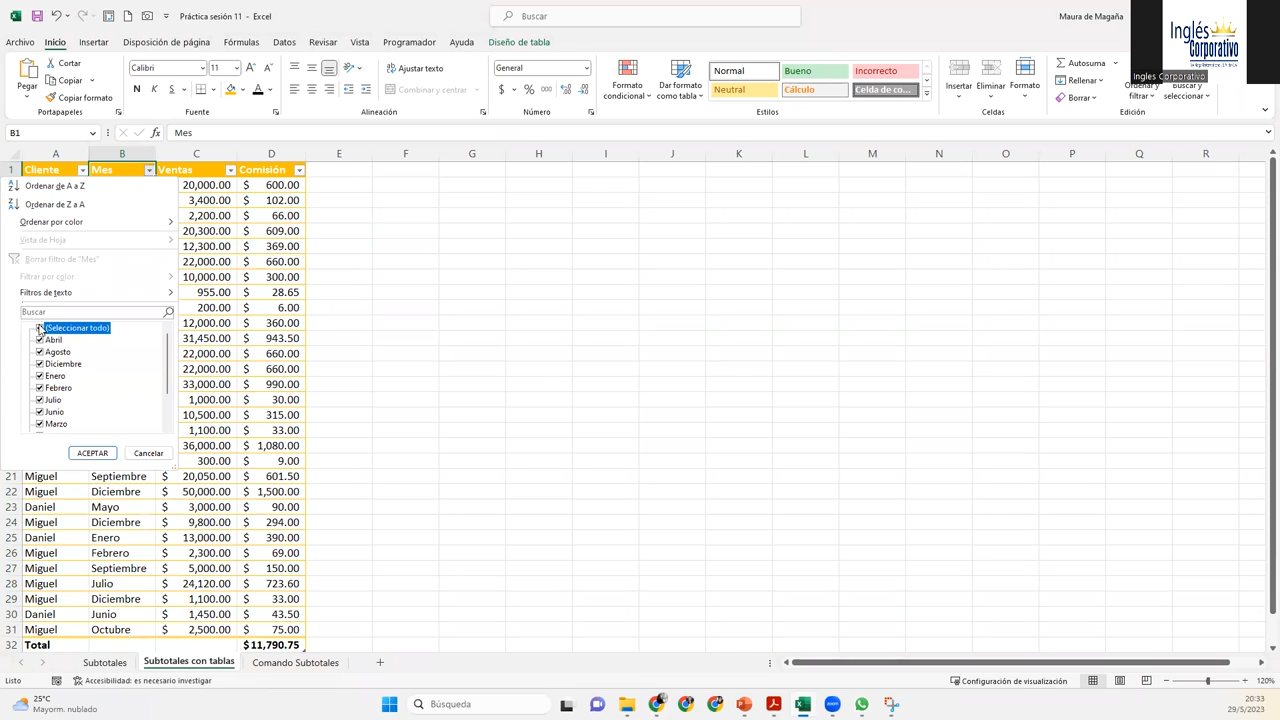 Práctica sesión 11 - Excel
Buscar
Maura de Magaña
Inglés
Corporativo
Ingles Corporativo
Archivo Inicio Insertar Disposición de página Fórmulas Datos Revisar Vista Programador Ayuda Diseño de tabla
Pegar
Cortar
Copiar
Copiar formato
Portapapeles
Calibri 11
N K S
Fuente
Ajustar texto
Combinar y centrar
Alineación
General
$ % 000
Número
Formato
condicional
Dar formato
como tabla
Normal Bueno Incorrecto
Neutral Cálculo Celda de co...
Estilos
Insertar Eliminar Formato
Celdas
Autosuma
Rellenar
Borrar
Ordenar y
filtrar
Buscar y
seleccionar
Edición
B1 fx Mes
A B C D E F G H I J K L M N O P Q R
1 Cliente Mes Ventas Comisión
Ordenar de A a Z
Ordenar de Z a A
Ordenar por color
Vista de Hoja
Borrar filtro de "Mes"
Filtrar por color
Filtros de texto
Buscar
(Seleccionar todo)
Abril
Agosto
Diciembre
Enero
Febrero
Julio
Junio
Marzo
ACEPTAR Cancelar
20,000.00 $ 600.00
3,400.00 $ 102.00
2,200.00 $ 66.00
20,300.00 $ 609.00
12,300.00 $ 369.00
22,000.00 $ 660.00
10,000.00 $ 300.00
955.00 $ 28.65
200.00 $ 6.00
12,000.00 $ 360.00
31,450.00 $ 943.50
22,000.00 $ 660.00
22,000.00 $ 660.00
33,000.00 $ 990.00
1,000.00 $ 30.00
10,500.00 $ 315.00
1,100.00 $ 33.00
36,000.00 $ 1,080.00
300.00 $ 9.00
21 Miguel Septiembre $ 20,050.00 $ 601.50
22 Miguel Diciembre $ 50,000.00 $ 1,500.00
23 Daniel Mayo $ 3,000.00 $ 90.00
24 Miguel Diciembre $ 9,800.00 $ 294.00
25 Daniel Enero $ 13,000.00 $ 390.00
26 Miguel Febrero $ 2,300.00 $ 69.00
27 Miguel Septiembre $ 5,000.00 $ 150.00
28 Miguel Julio $ 24,120.00 $ 723.60
29 Miguel Diciembre $ 1,100.00 $ 33.00
30 Daniel Junio $ 1,450.00 $ 43.50
31 Miguel Octubre $ 2,500.00 $ 75.00
32 Total $ 11,790.75
Subtotales Subtotales con tablas Comando Subtotales
Listo Accesibilidad: es necesario investigar Configuración de visualización 120%
25°C
Mayorm. nublado
Búsqueda
20:33
29/5/2023